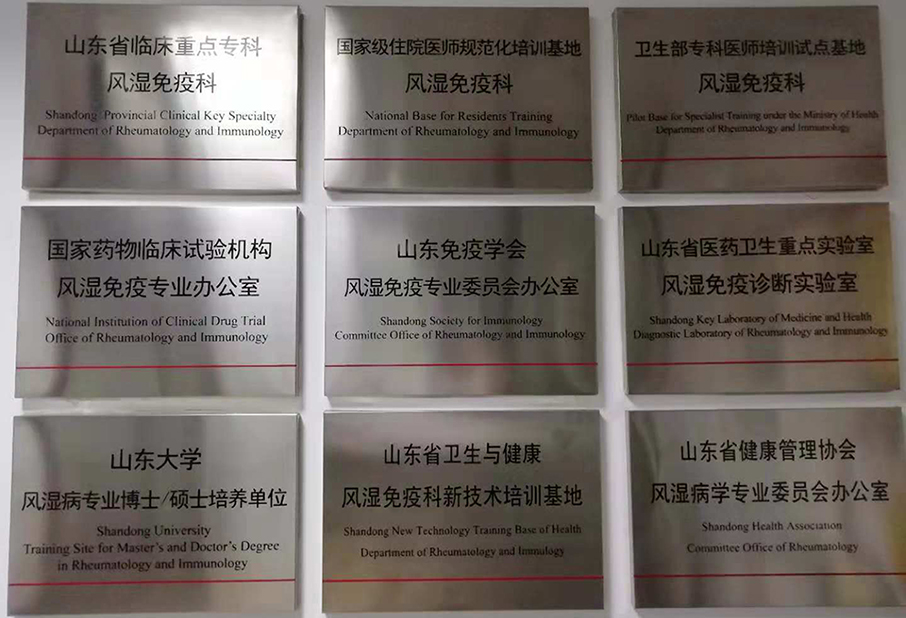 山东省临床重点专科
风湿免疫科
Shandong Provincial Clinical Key Specialty
Department of Rheumatology and Immunology
国家级住院医师规范化培训基地
风湿免疫科
National Base for Residents Training
Department of Rheumatology and Immunology
卫生部专科医师培训试点基地
风湿免疫科
Pilot Base for Specialist Training under the Ministry of Health
Department of Rheumatology and Immunology
国家药物临床试验机构
风湿免疫专业办公室
National Institution of Clinical Drug Trial
Office of Rheumatology and Immunology
山东免疫学会
风湿免疫专业委员会办公室
Shandong Society for Immunology
Committee Office of Rheumatology and Immunology
山东省医药卫生重点实验室
风湿免疫诊断实验室
Shandong Key Laboratory of Medicine and Health
Diagnostic Laboratory of Rheumatology and Immunology
山东大学
风湿病专业博士/硕士培养单位
Shandong University
Training Site for Master's and Doctor's Degree
in Rheumatology and Immunology
山东省卫生与健康
风湿免疫科新技术培训基地
Shandong New Technology Training Base of Health
Department of Rheumatology and Immulogy
山东省健康管理协会
风湿病学专业委员会办公室
Shandong Health Association
Committee Office of Rheumatology